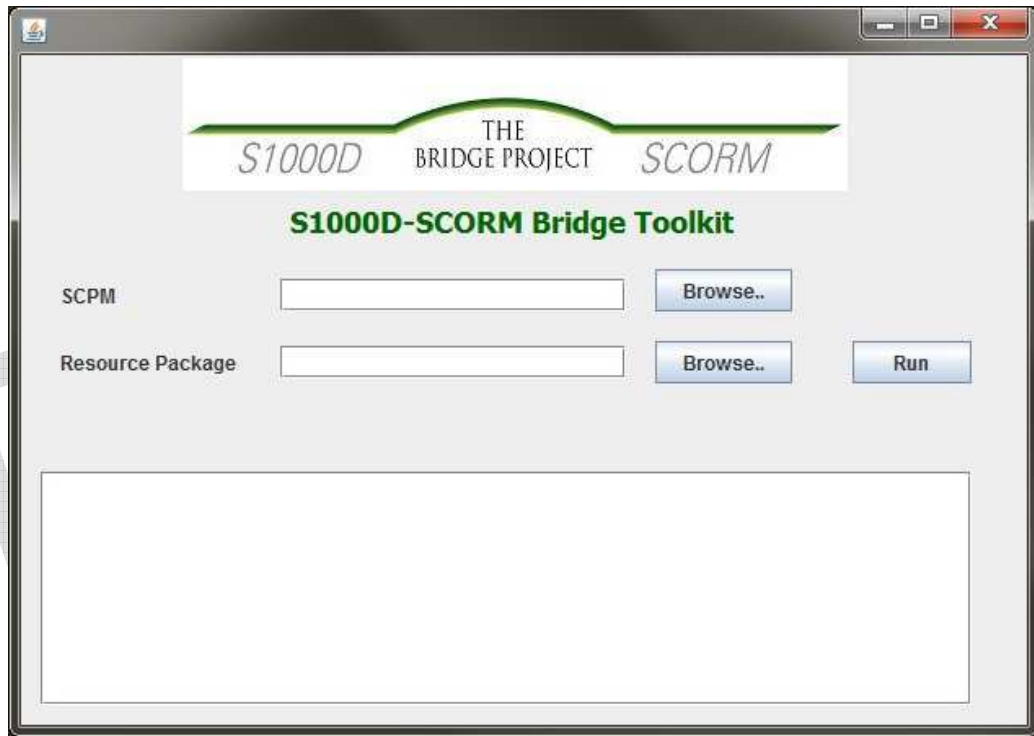 THE
S1000D BRIDGE PROJECT SCORM
S1000D-SCORM Bridge Toolkit
SCPM Browse..
Resource Package Browse.. Run